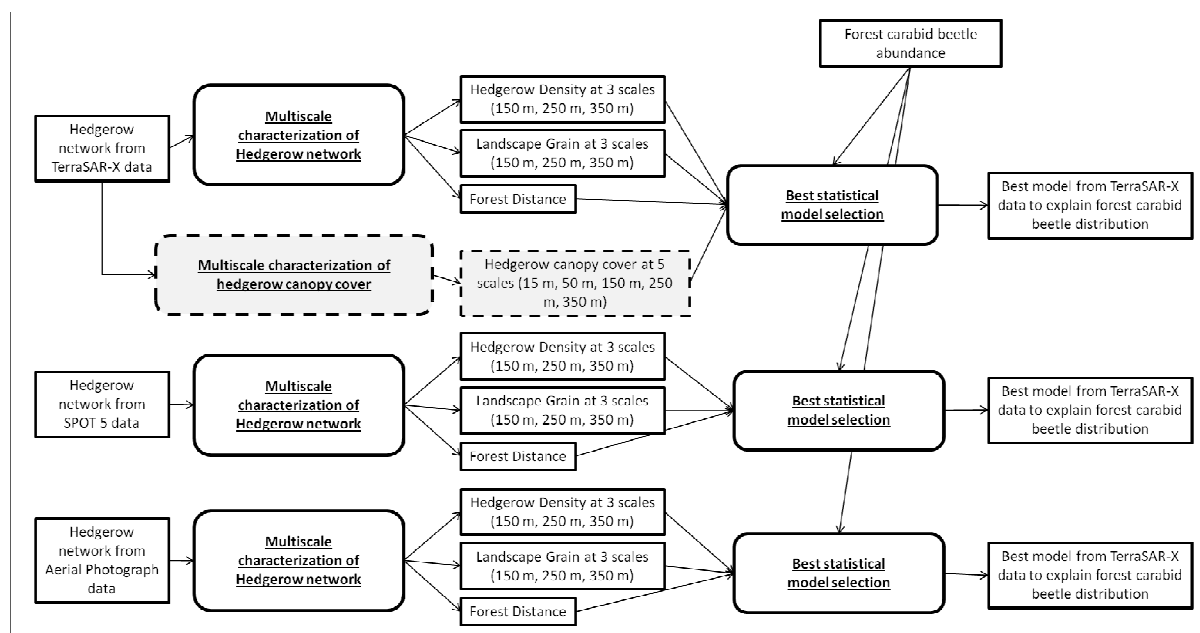 Forest carabid beetle
abundance
Hedgerow
network from
TerraSAR-X data
Multiscale
characterization of
Hedgerow network
Hedgerow Density at 3 scales
(150 m, 250 m, 350 m)
Landscape Grain at 3 scales
(150 m, 250 m, 350 m)
Forest Distance
Best statistical
model selection
Best model from TerraSAR-X
data to explain forest carabid
beetle distribution
Multiscale characterization of
hedgerow canopy cover
Hedgerow canopy cover at 5
scales (15 m, 50 m, 150 m, 250
m, 350 m)
Hedgerow
network from
SPOT 5 data
Multiscale
characterization of
Hedgerow network
Hedgerow Density at 3 scales
(150 m, 250 m, 350 m)
Landscape Grain at 3 scales
(150 m, 250 m, 350 m)
Forest Distance
Best statistical
model selection
Best model from TerraSAR-X
data to explain forest carabid
beetle distribution
Hedgerow
network from
Aerial Photograph
data
Multiscale
characterization of
Hedgerow network
Hedgerow Density at 3 scales
(150 m, 250 m, 350 m)
Landscape Grain at 3 scales
(150 m, 250 m, 350 m)
Forest Distance
Best statistical
model selection
Best model from TerraSAR-X
data to explain forest carabid
beetle distribution